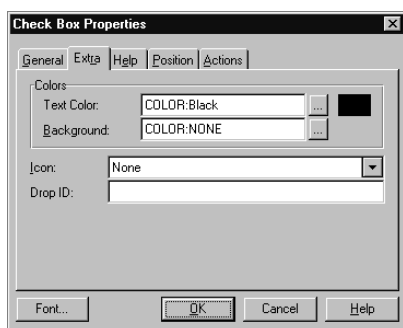 Check Box Properties
General Extra Help Position Actions
Colors
Text Color: COLOR:Black ...
Background: COLOR:NONE ...
Icon: None
Drop ID:
Font... OK Cancel Help